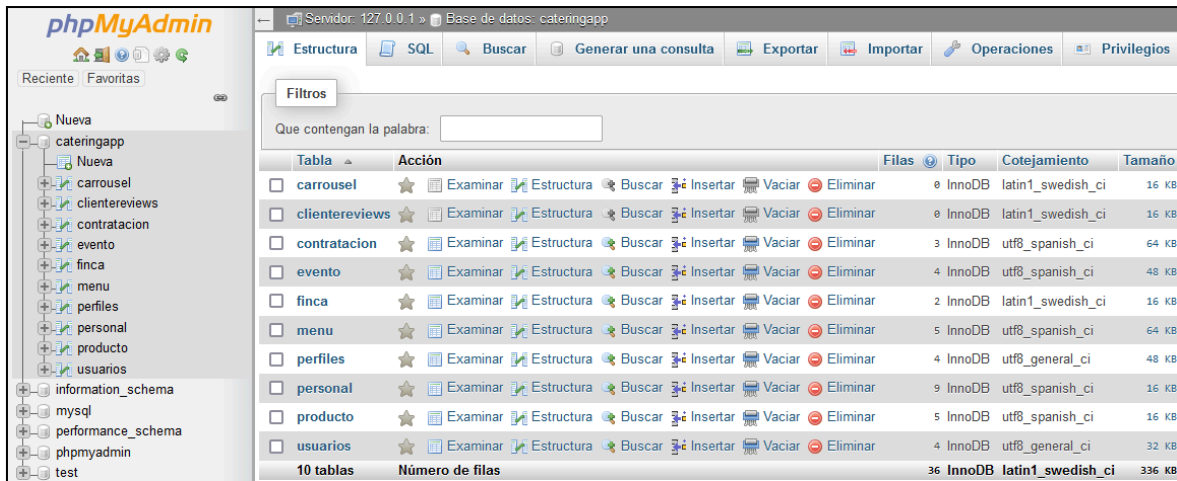 phpMyAdmin
Reciente Favoritas
Nueva
cateringapp
Nueva
carrousel
clientereviews
contratacion
evento
finca
menu
perfiles
personal
producto
usuarios
information_schema
mysql
performance_schema
phpmyadmin
test
← Servidor: 127.0.0.1 » Base de datos: cateringapp
Estructura SQL Buscar Generar una consulta Exportar Importar Operaciones Privilegios
Filtros
Que contengan la palabra:
Tabla Acción Filas Tipo Cotejamiento Tamaño
carrousel Examinar Estructura Buscar Insertar Vaciar Eliminar 0 InnoDB latin1_swedish_ci 16 KB
clientereviews Examinar Estructura Buscar Insertar Vaciar Eliminar 0 InnoDB latin1_swedish_ci 16 KB
contratacion Examinar Estructura Buscar Insertar Vaciar Eliminar 3 InnoDB utf8_spanish_ci 64 KB
evento Examinar Estructura Buscar Insertar Vaciar Eliminar 4 InnoDB utf8_spanish_ci 48 KB
finca Examinar Estructura Buscar Insertar Vaciar Eliminar 2 InnoDB latin1_swedish_ci 16 KB
menu Examinar Estructura Buscar Insertar Vaciar Eliminar 5 InnoDB utf8_spanish_ci 64 KB
perfiles Examinar Estructura Buscar Insertar Vaciar Eliminar 4 InnoDB utf8_general_ci 48 KB
personal Examinar Estructura Buscar Insertar Vaciar Eliminar 9 InnoDB utf8_spanish_ci 16 KB
producto Examinar Estructura Buscar Insertar Vaciar Eliminar 5 InnoDB utf8_spanish_ci 16 KB
usuarios Examinar Estructura Buscar Insertar Vaciar Eliminar 4 InnoDB utf8_general_ci 32 KB
10 tablas Número de filas 36 InnoDB latin1_swedish_ci 336 KB